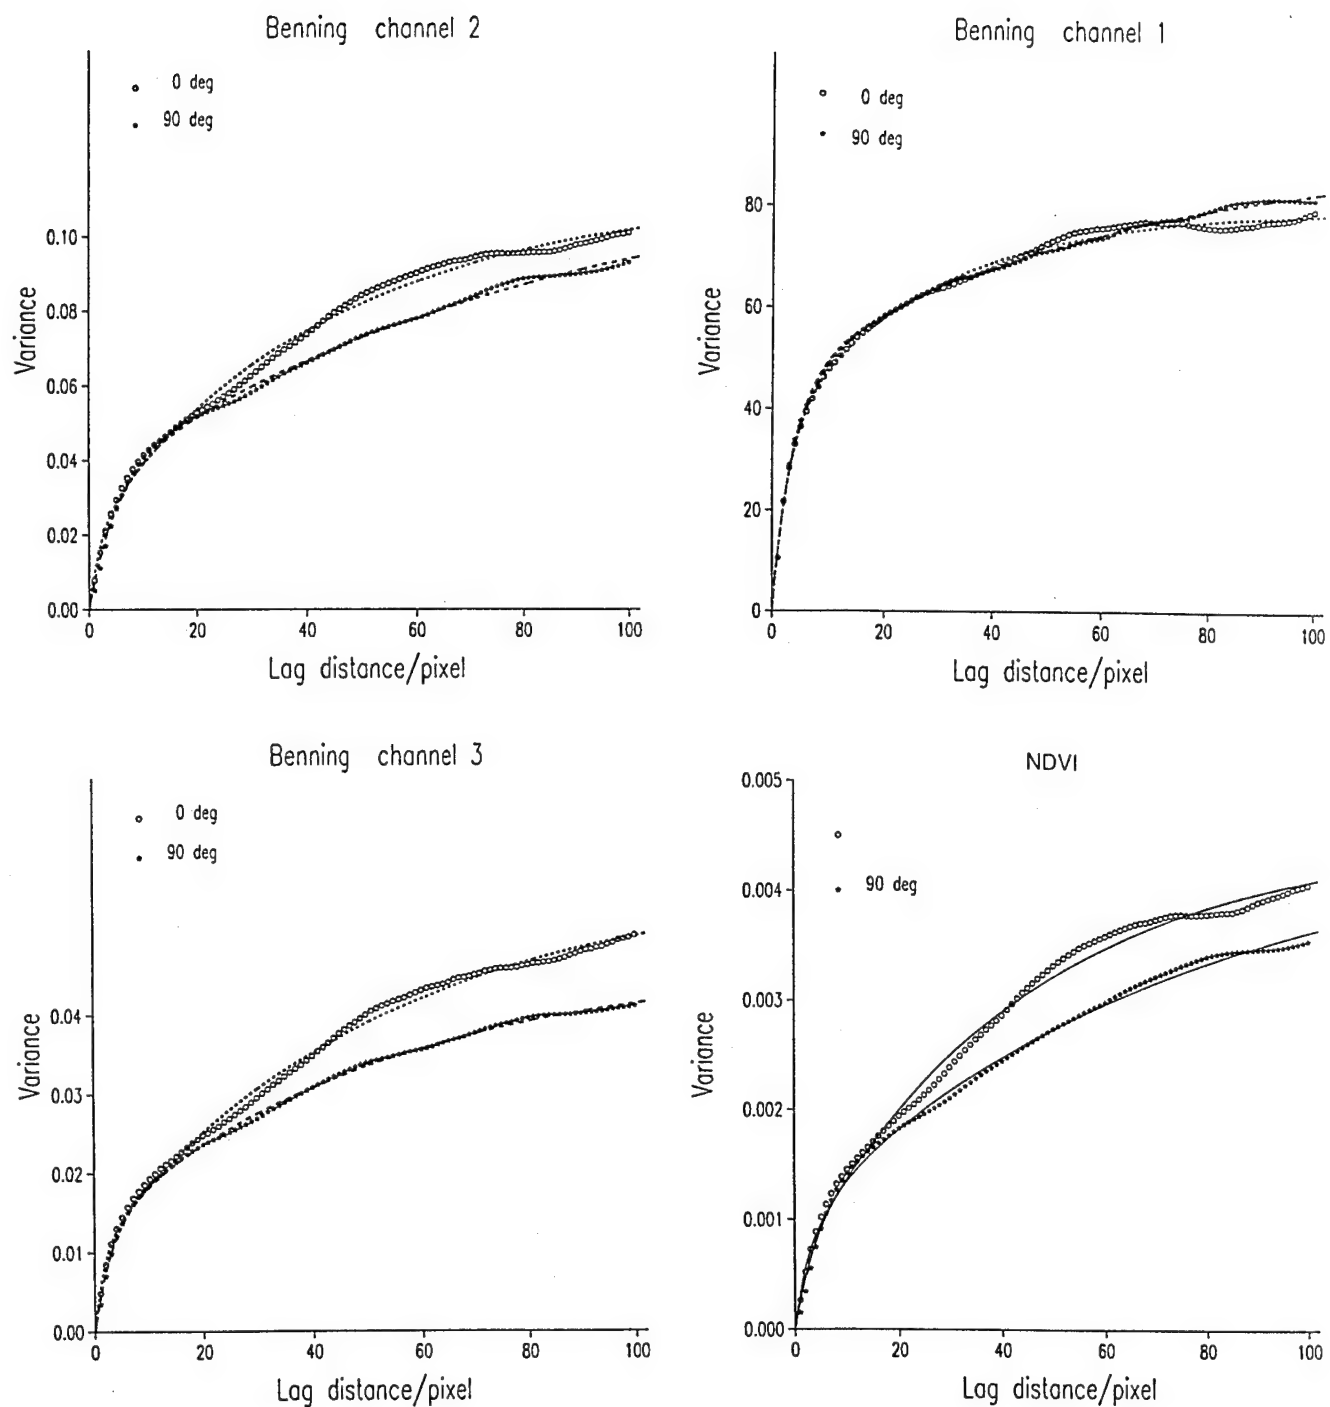 Benning channel 2
0 deg
90 deg
0.10
0.08
0.06
0.04
0.02
0.00
Variance
0 20 40 60 80 100
Lag distance/pixel
Benning channel 1
0 deg
90 deg
80
60
40
20
0
Variance
0 20 40 60 80 100
Lag distance/pixel
Benning channel 3
0 deg
90 deg
0.04
0.03
0.02
0.01
0.00
Variance
0 20 40 60 80 100
Lag distance/pixel
NDVI
90 deg
0.005
0.004
0.003
0.002
0.001
0.000
Variance
0 20 40 60 80 100
Lag distance/pixel